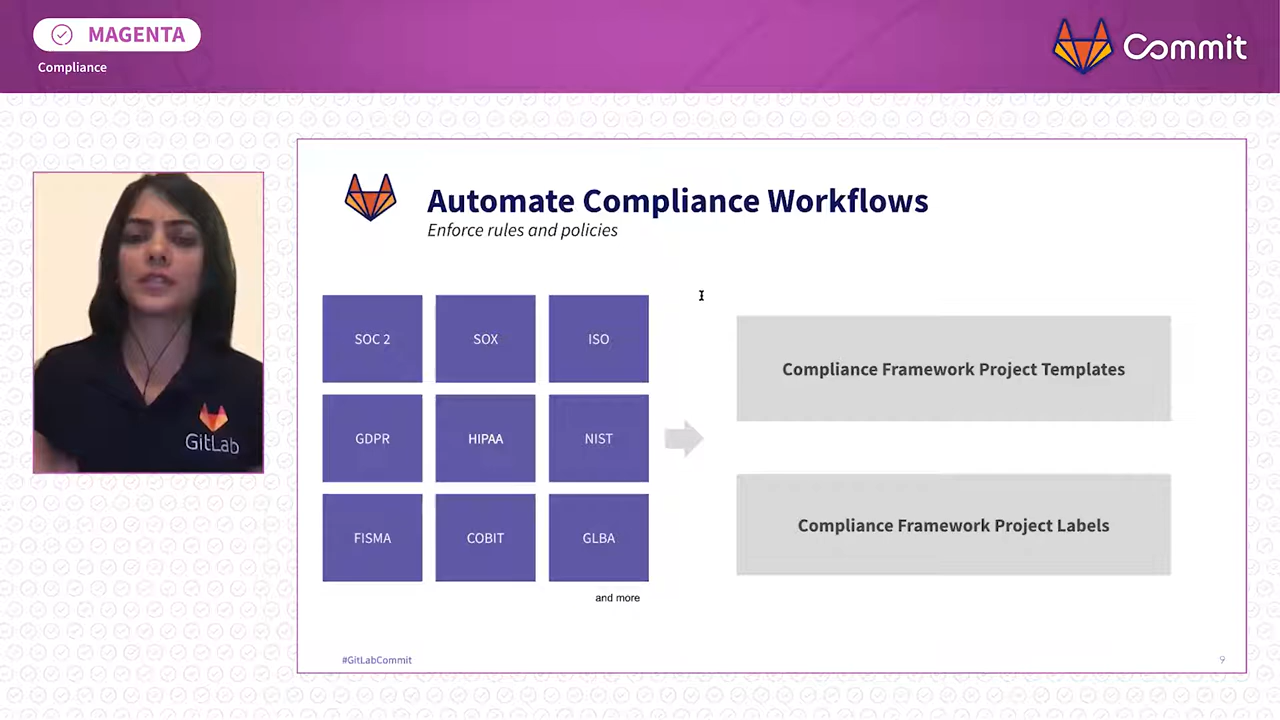 MAGENTA
Compliance
Commit
GitLab
Automate Compliance Workflows
Enforce rules and policies
SOC 2 SOX ISO
GDPR HIPAA NIST
FISMA COBIT GLBA
and more
Compliance Framework Project Templates
Compliance Framework Project Labels
#GitLabCommit
9